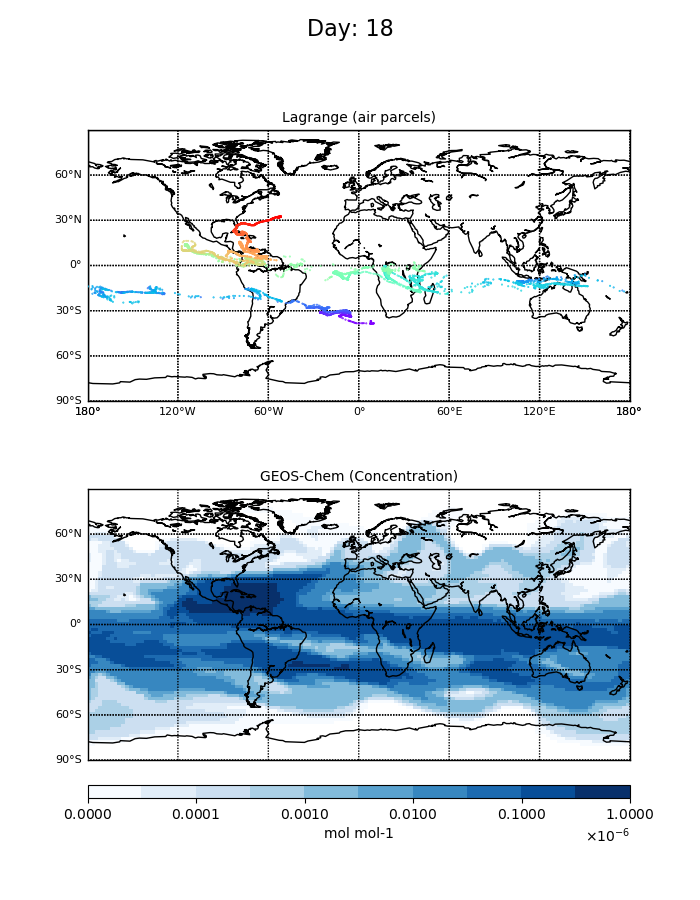 Day: 18
Lagrange (air parcels)
60°N
30°N
0°
30°S
60°S
90°S
180° 120°W 60°W 0° 60°E 120°E 180°
GEOS-Chem (Concentration)
60°N
30°N
0°
30°S
60°S
90°S
0.0000 0.0001 0.0010 0.0100 0.1000 1.0000
mol mol-1
×10⁻⁶